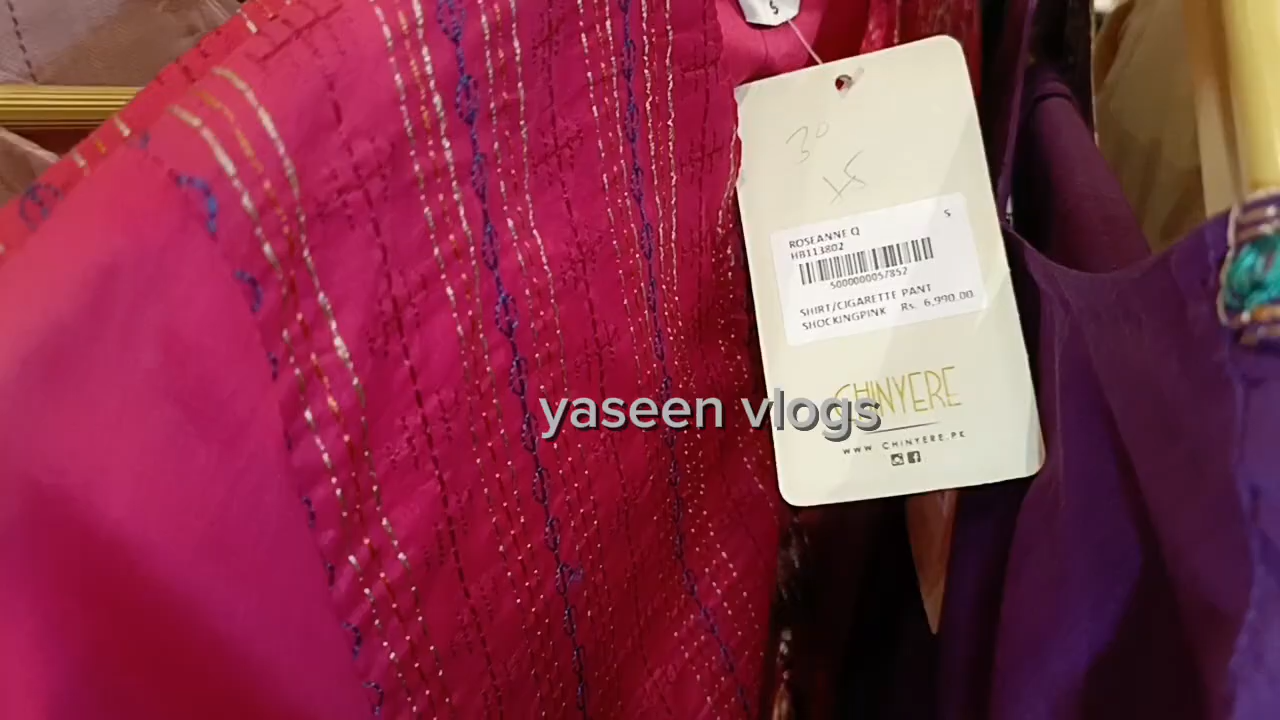 S
30
ROSEANNE Q
S
HB113802
5000000057852
SHIRT/CIGARETTE PANT
SHOCKINGPINK Rs. 6,990.00
CHINYERE
WWW CHINYERE.PK
yaseen vlogs